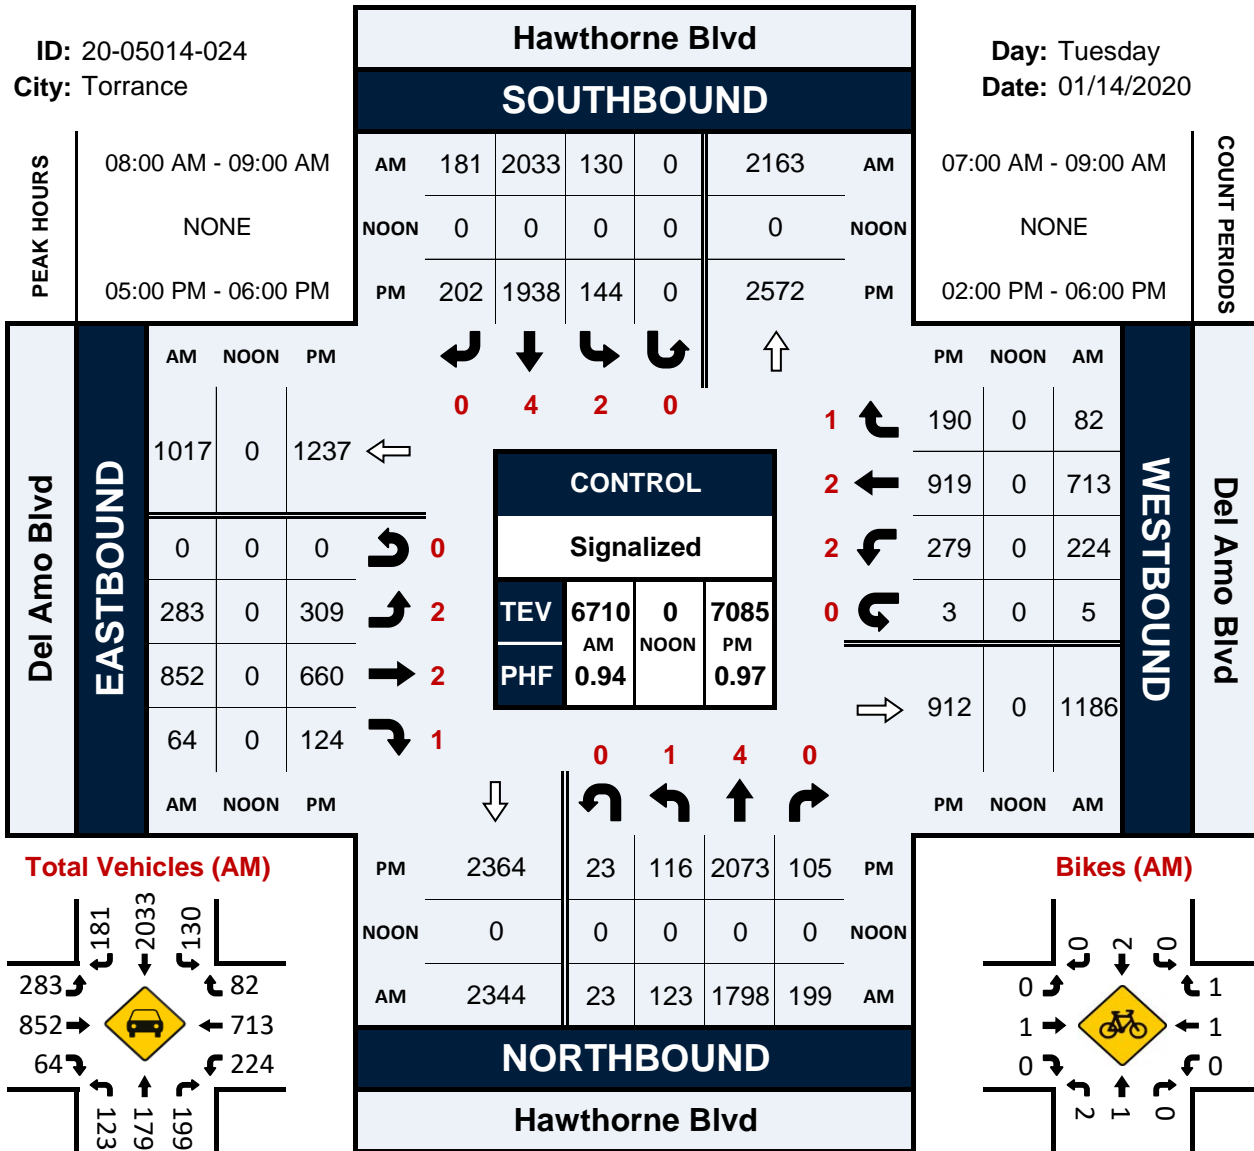 Hawthorne Blvd
ID: 20-05014-024
Day: Tuesday
City: Torrance
Date: 01/14/2020
SOUTHBOUND
PEAK HOURS
08:00 AM - 09:00 AM
NONE
05:00 PM - 06:00 PM
AM 181 2033 130 0 2163 AM
NOON 0 0 0 0 0 NOON
PM 202 1938 144 0 2572 PM
07:00 AM - 09:00 AM
NONE
02:00 PM - 06:00 PM
COUNT PERIODS
0 4 2 0
Del Amo Blvd
EASTBOUND
AM NOON PM
1017 0 1237
0 0 0 0
283 0 309 2
852 0 660 2
64 0 124 1
AM NOON PM
CONTROL
Signalized
TEV 6710 0 7085
AM NOON PM
PHF 0.94 0.97
PM NOON AM
1 190 0 82
2 919 0 713
2 279 0 224
0 3 0 5
912 0 1186
PM NOON AM
WESTBOUND
Del Amo Blvd
0 1 4 0
PM 2364 23 116 2073 105 PM
NOON 0 0 0 0 0 NOON
AM 2344 23 123 1798 199 AM
NORTHBOUND
Hawthorne Blvd
Total Vehicles (AM)
181 2033 130
283 82
852 713
64 224
123 179 199
Bikes (AM)
0 2 0
0 1
1 1
0 0
2 1 0